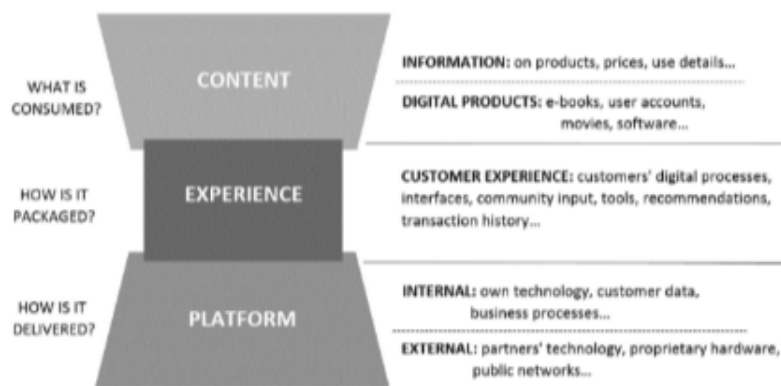 WHAT IS
CONSUMED?
CONTENT
INFORMATION: on products, prices, use details...
DIGITAL PRODUCTS: e-books, user accounts,
movies, software...
HOW IS IT
PACKAGED?
EXPERIENCE
CUSTOMER EXPERIENCE: customers' digital processes,
interfaces, community input, tools, recommendations,
transaction history...
HOW IS IT
DELIVERED?
PLATFORM
INTERNAL: own technology, customer data,
business processes...
EXTERNAL: partners' technology, proprietary hardware,
public networks...